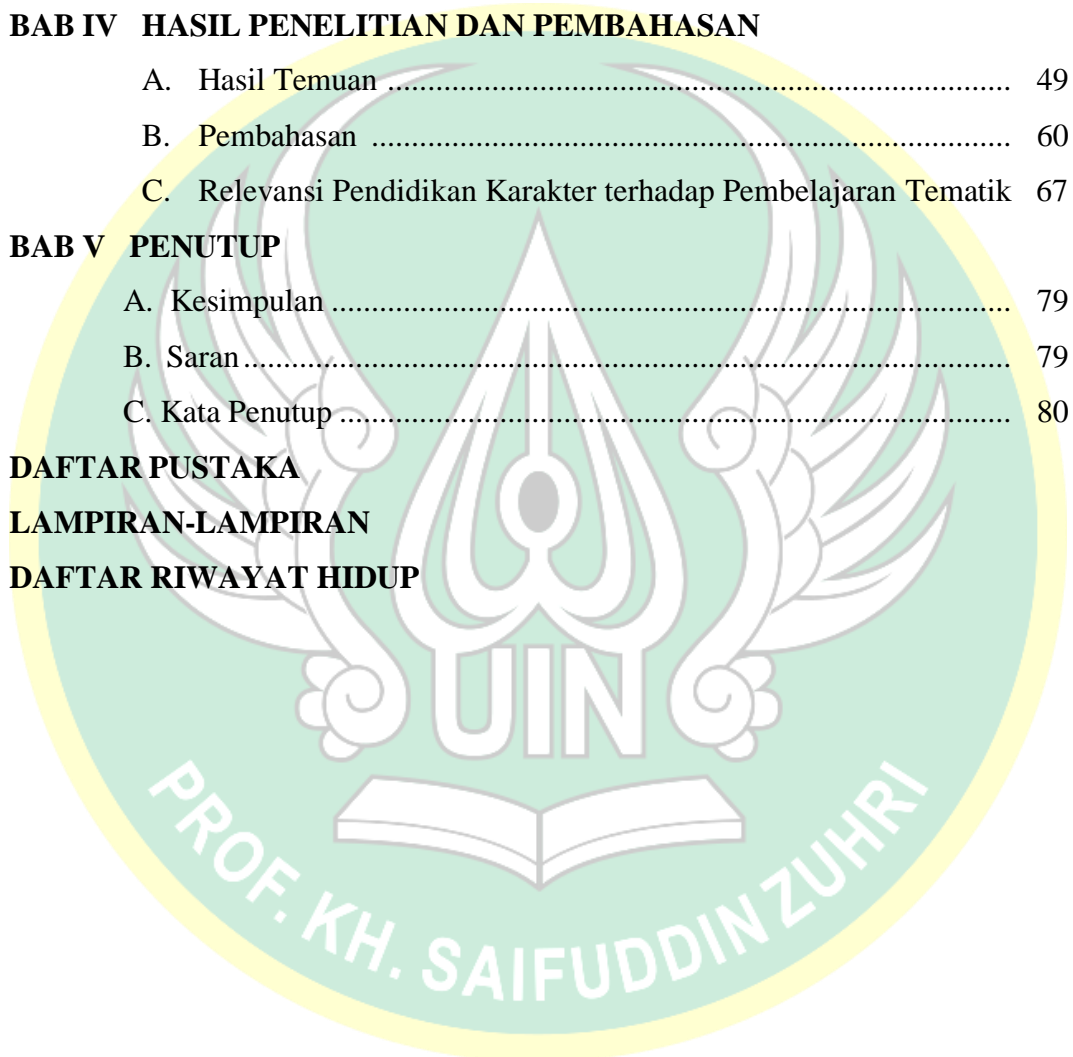 BAB IV HASIL PENELITIAN DAN PEMBAHASAN
A. Hasil Temuan ........................................................................ 49
B. Pembahasan ........................................................................ 60
C. Relevansi Pendidikan Karakter terhadap Pembelajaran Tematik 67
BAB V PENUTUP
A. Kesimpulan ........................................................................ 79
B. Saran ........................................................................ 79
C. Kata Penutup ........................................................................ 80
DAFTAR PUSTAKA
LAMPIRAN-LAMPIRAN
DAFTAR RIWAYAT HIDUP
UIN
PROF. KH. SAIFUDDIN ZUHRI